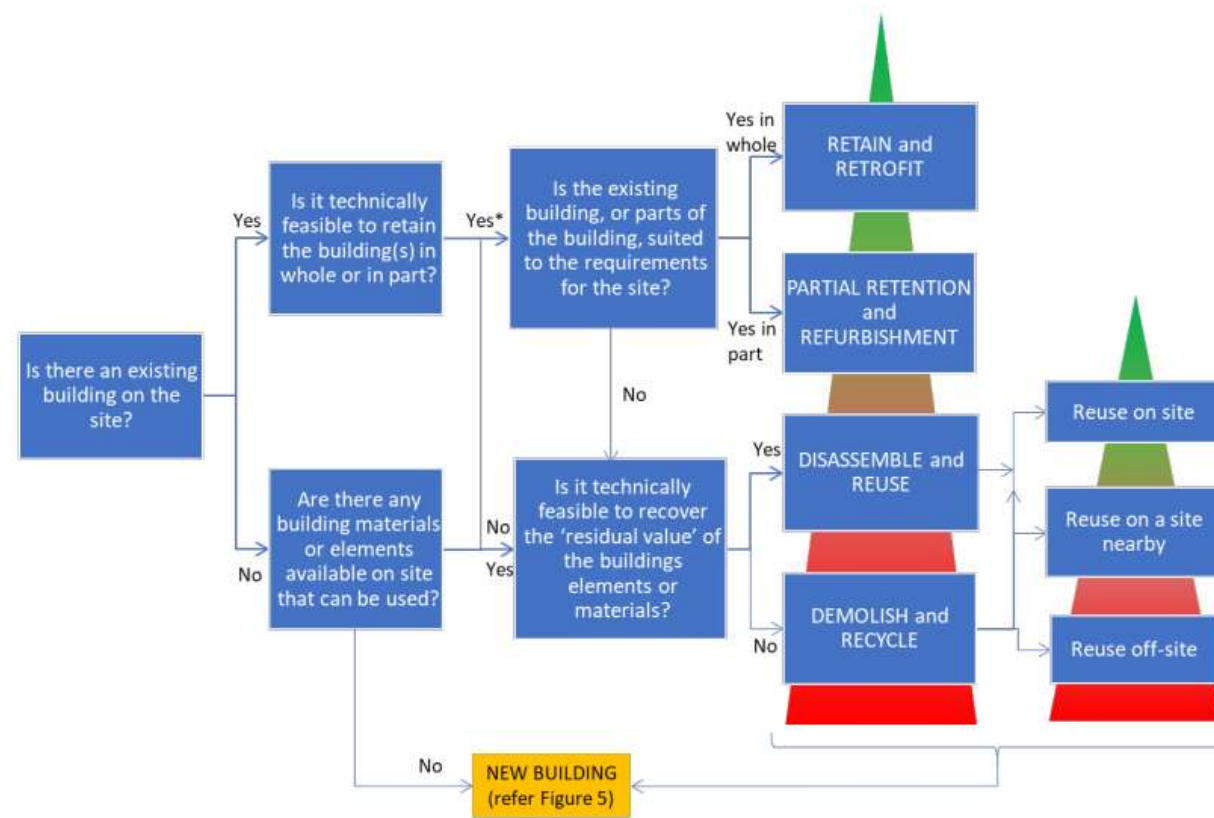 Is there an existing
building on the
site?
Yes
No
Is it technically
feasible to retain
the building(s) in
whole or in part?
Are there any
building materials
or elements
available on site
that can be used?
Yes*
No
Yes
Is the existing
building, or parts of
the building, suited
to the requirements
for the site?
No
Is it technically
feasible to recover
the ‘residual value’ of
the buildings
elements or
materials?
Yes in
whole
Yes in
part
Yes
No
RETAIN and
RETROFIT
PARTIAL RETENTION
and
REFURBISHMENT
DISASSEMBLE and
REUSE
DEMOLISH and
RECYCLE
Reuse on site
Reuse on a site
nearby
Reuse off-site
No
NEW BUILDING
(refer Figure 5)